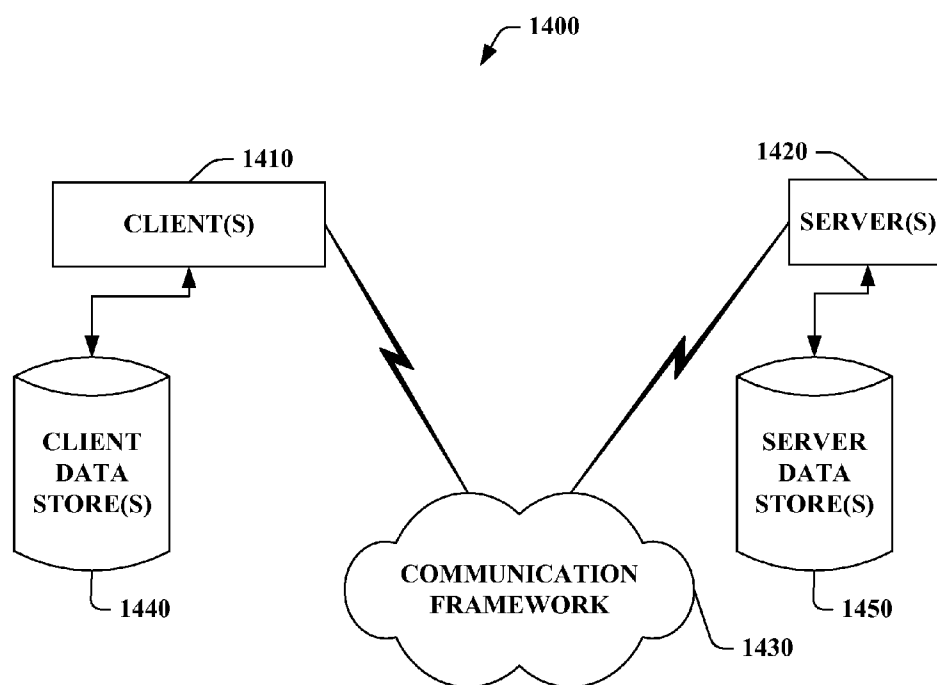 1400
1410
CLIENT(S)
1420
SERVER(S)
CLIENT
DATA
STORE(S)
1440
SERVER
DATA
STORE(S)
1450
COMMUNICATION
FRAMEWORK
1430